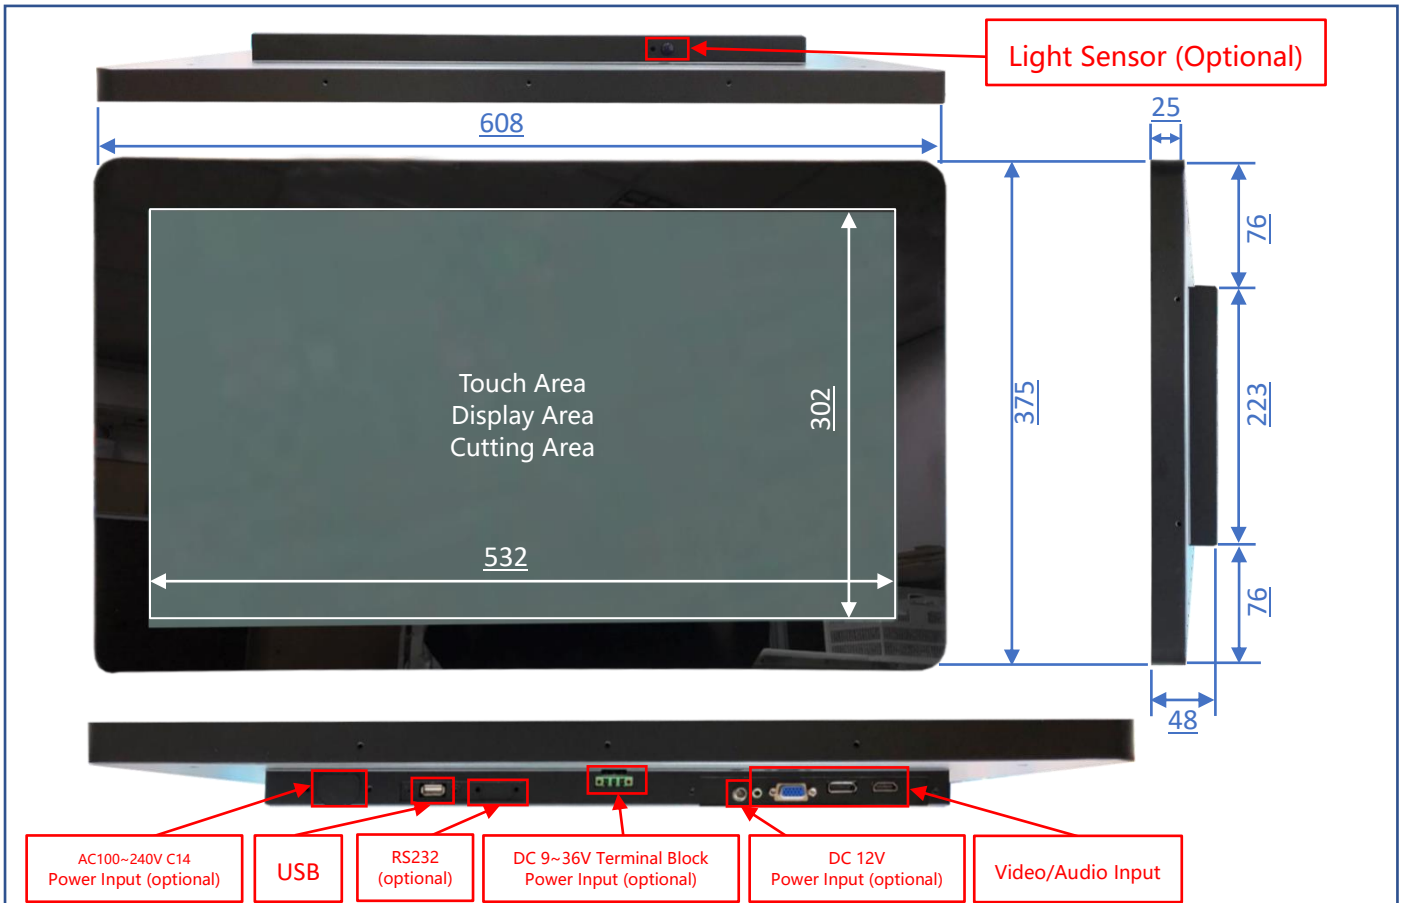 Light Sensor (Optional)
608
25
76
Touch Area
Display Area
Cutting Area
302
375
223
532
76
48
AC100~240V C14
Power Input (optional)
USB
RS232
(optional)
DC 9~36V Terminal Block
Power Input (optional)
DC 12V
Power Input (optional)
Video/Audio Input